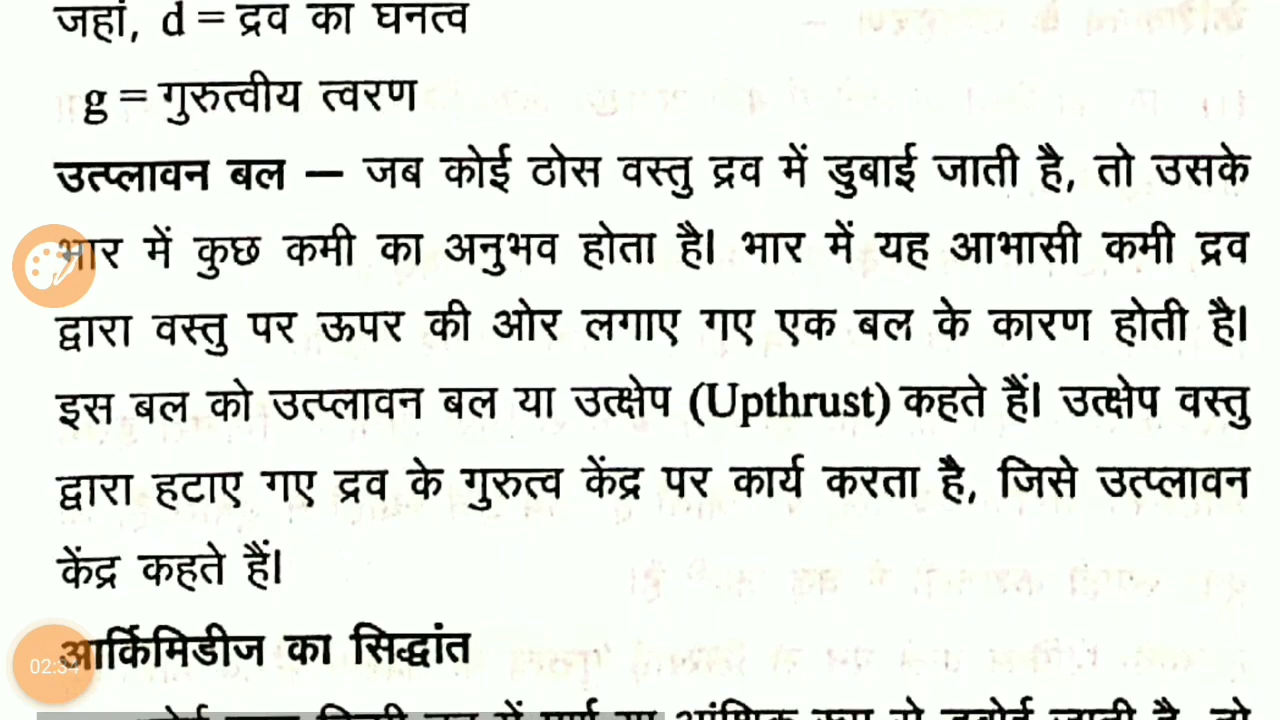 जहां, d = द्रव का घनत्व
g = गुरुत्वीय त्वरण
उत्प्लावन बल — जब कोई ठोस वस्तु द्रव में डुबाई जाती है, तो उसके
भार में कुछ कमी का अनुभव होता है। भार में यह आभासी कमी द्रव
द्वारा वस्तु पर ऊपर की ओर लगाए गए एक बल के कारण होती है।
इस बल को उत्प्लावन बल या उत्क्षेप (Upthrust) कहते हैं। उत्क्षेप वस्तु
द्वारा हटाए गए द्रव के गुरुत्व केंद्र पर कार्य करता है, जिसे उत्प्लावन
केंद्र कहते हैं।
आर्किमिडीज का सिद्धांत
02:34